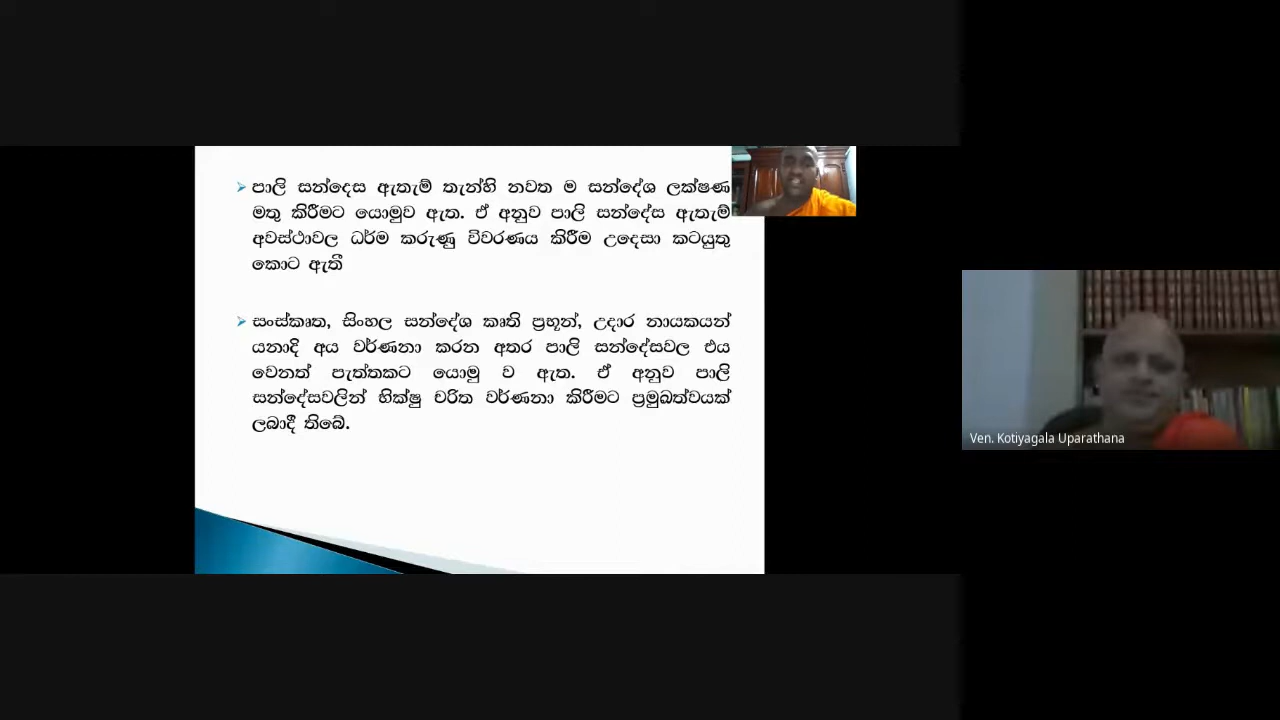 ➢ පාලි සන්දෙස ඇතැම් තැන්හි නවත ම සන්දේශ ලක්ෂණ
මතු කිරීමට යොමුව ඇත. ඒ අනුව පාලි සන්දේස ඇතැම්
අවස්ථාවල ධර්ම කරුණු විවරණය කිරීම උදෙසා කටයුතු
කොට ඇතී
➢ සංස්කෘත, සිංහල සන්දේශ කෘති ප්‍රභූන්, උදාර නායකයන්
යනාදි අය වර්ණනා කරන අතර පාලි සන්දේසවල එය
වෙනත් පැත්තකට යොමු ව ඇත. ඒ අනුව පාලි
සන්දේසවලින් භික්ෂු චරිත වර්ණනා කිරීමට ප්‍රමුඛත්වයක්
ලබාදී තිබේ.
Ven. Kotiyagala Uparathana